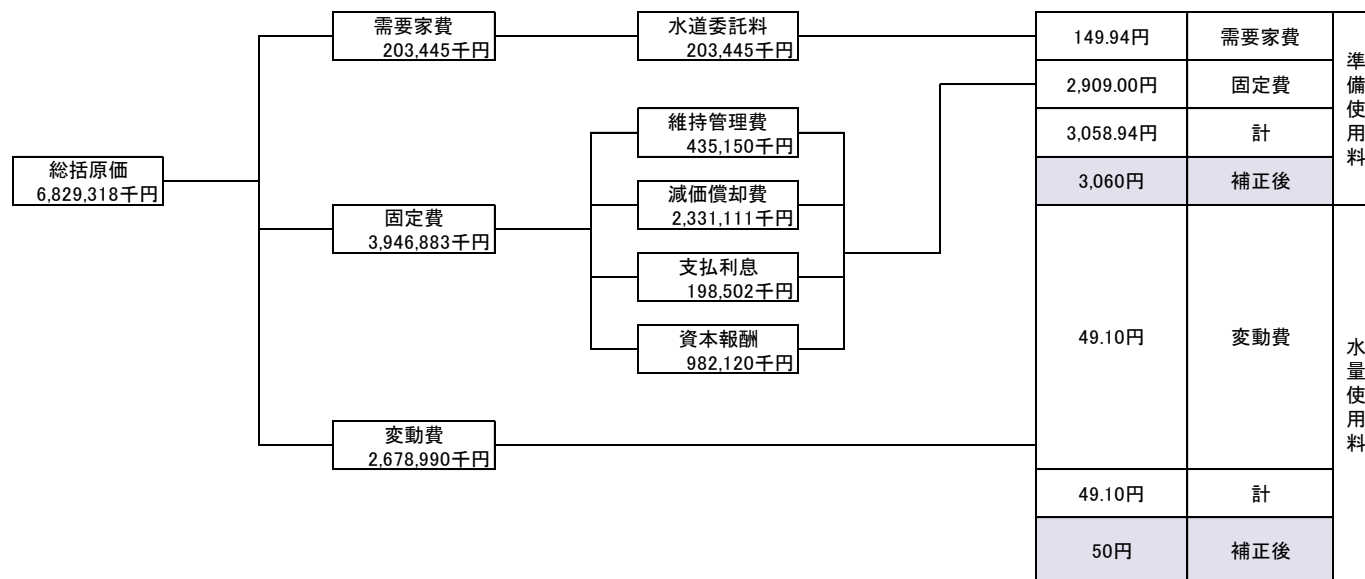 総括原価
6,829,318千円
需要家費
203,445千円
固定費
3,946,883千円
変動費
2,678,990千円
水道委託料
203,445千円
維持管理費
435,150千円
減価償却費
2,331,111千円
支払利息
198,502千円
資本報酬
982,120千円
149.94円 需要家費
2,909.00円 固定費
3,058.94円 計
3,060円 補正後
準備使用料
49.10円 変動費
49.10円 計
50円 補正後
水量使用料